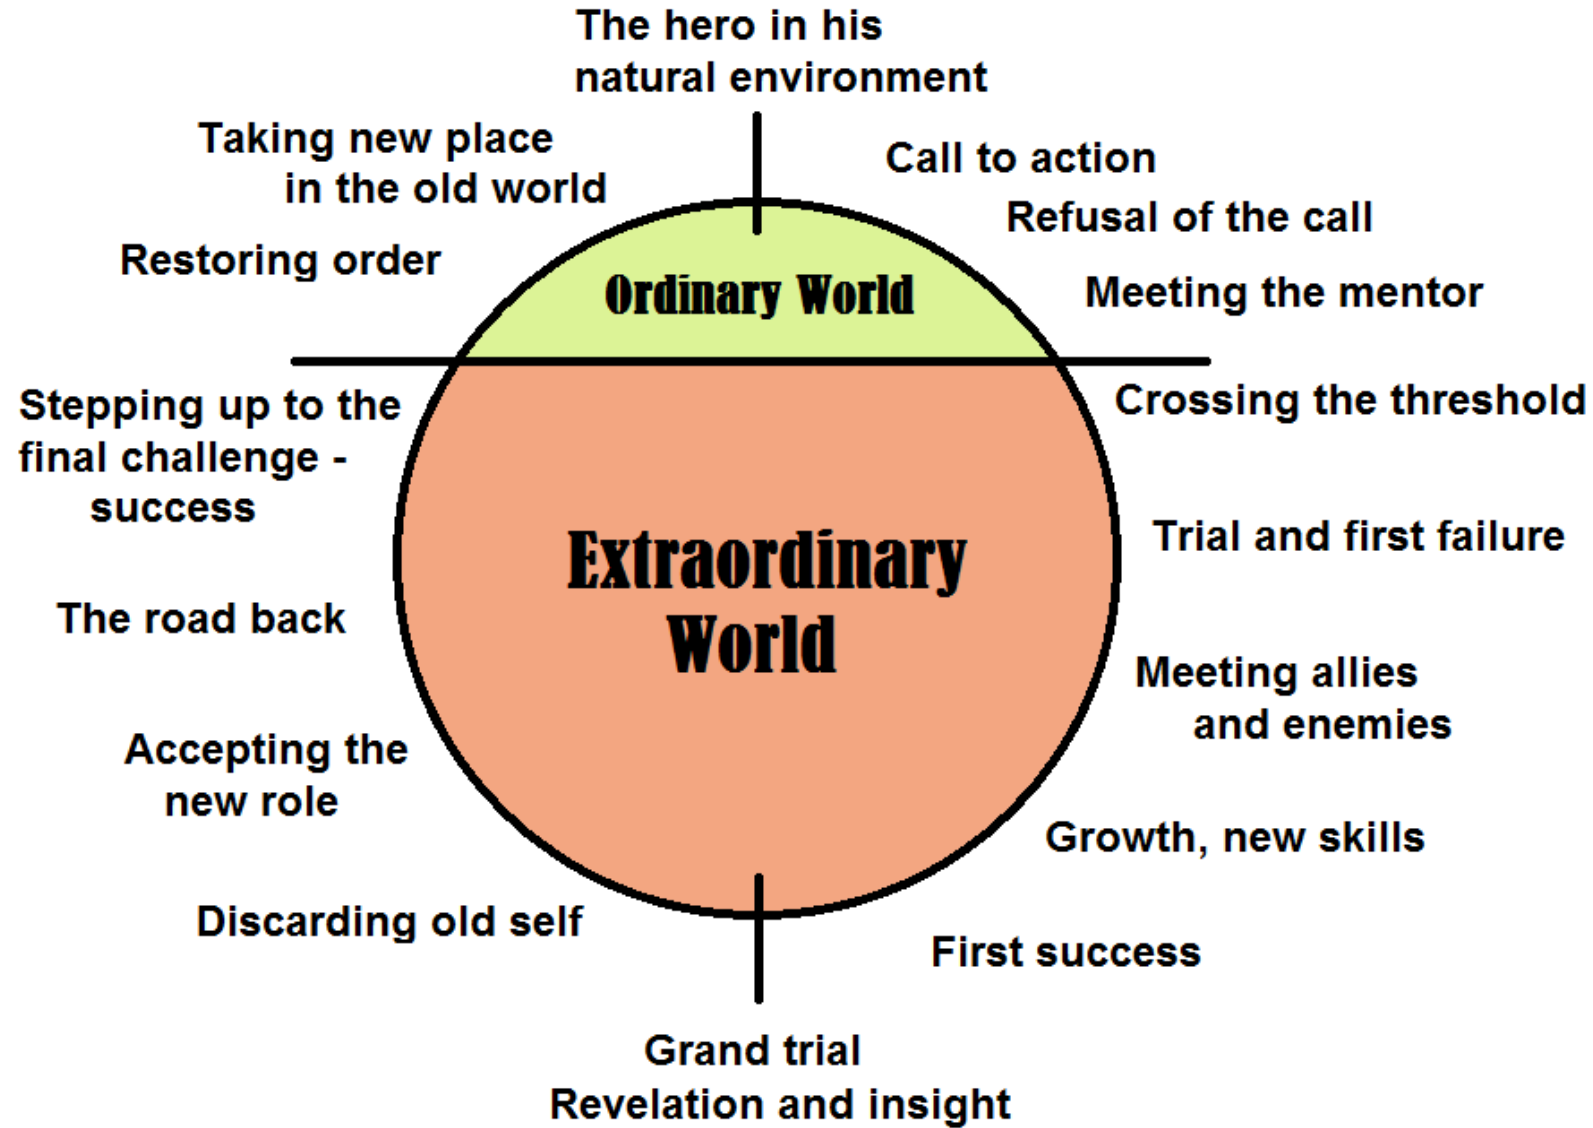 The hero in his
natural environment
Call to action
Refusal of the call
Meeting the mentor
Crossing the threshold
Trial and first failure
Meeting allies
and enemies
Growth, new skills
First success
Grand trial
Revelation and insight
Discarding old self
Accepting the
new role
The road back
Stepping up to the
final challenge -
success
Restoring order
Taking new place
in the old world
Ordinary World
Extraordinary
World